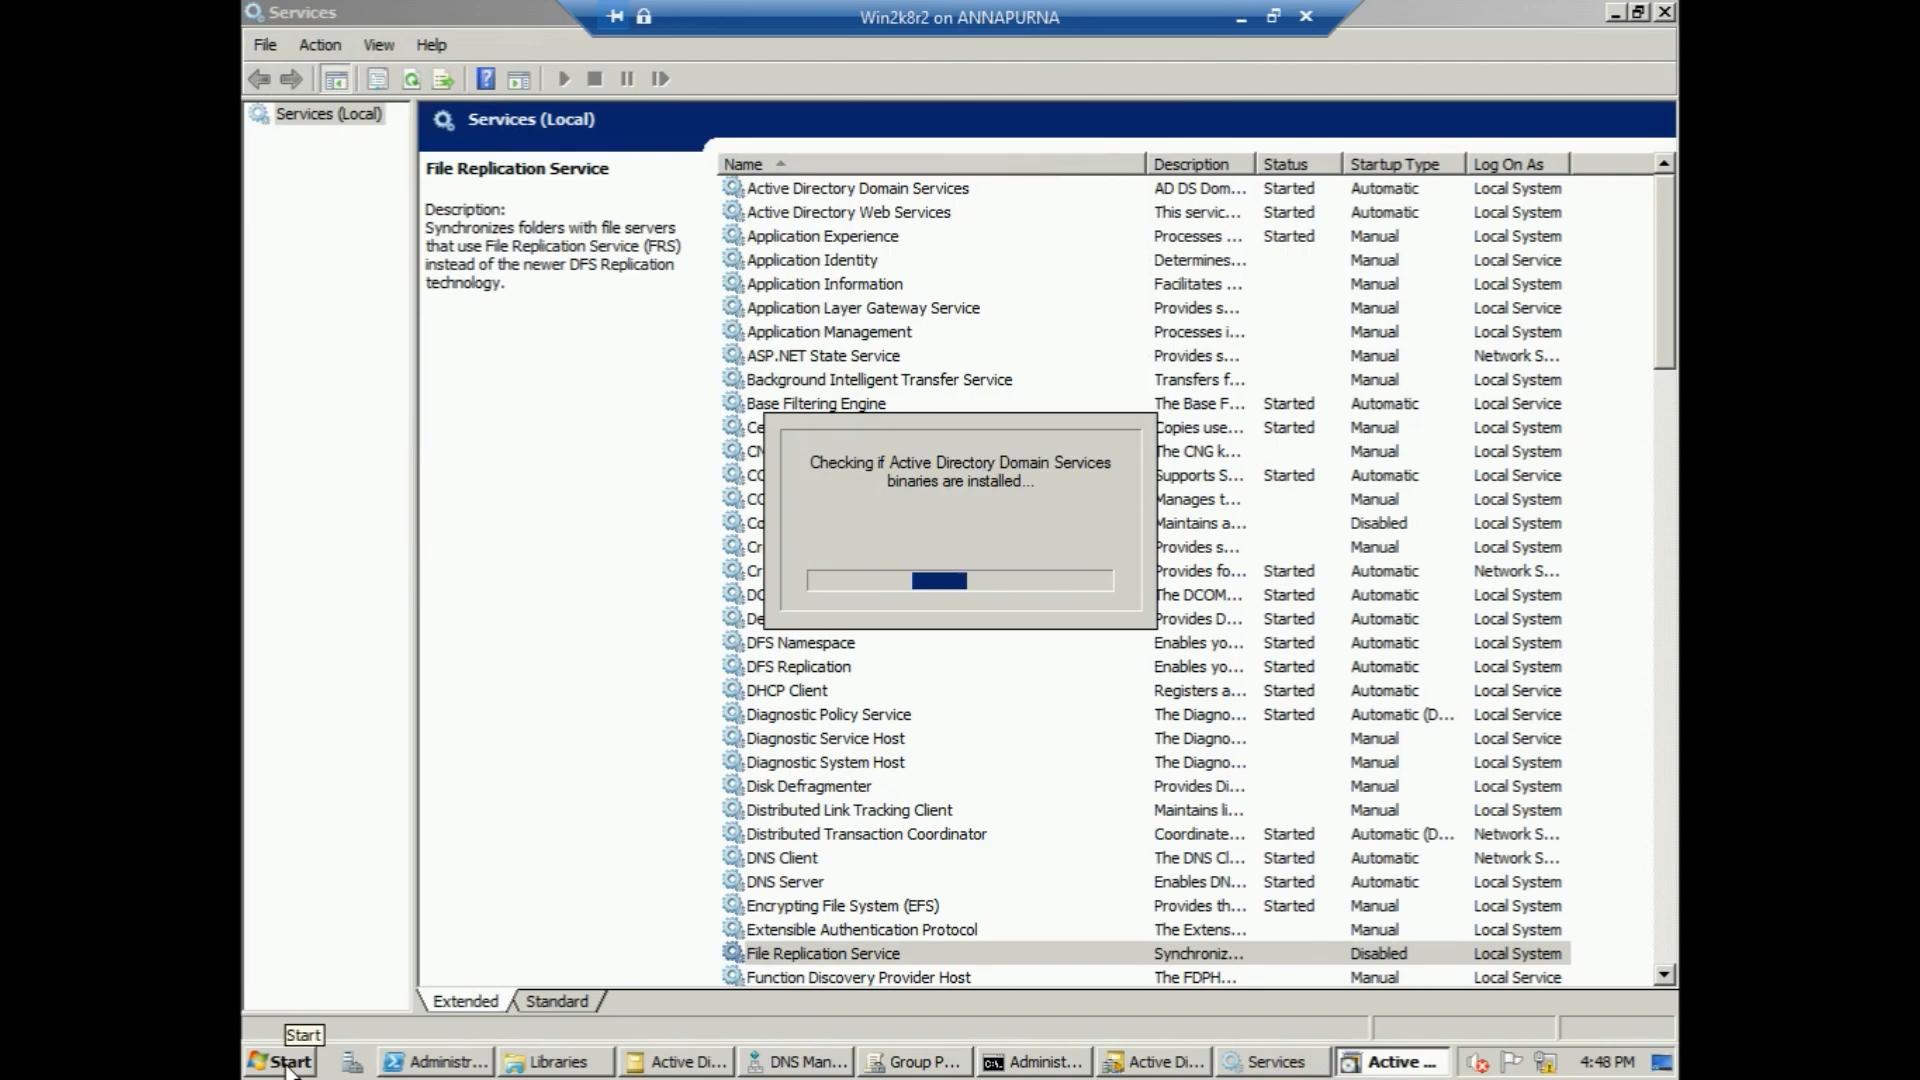 Services
Win2k8r2 on ANNAPURNA
File Action View Help
Services (Local)
Services (Local)
File Replication Service
Description:
Synchronizes folders with file servers
that use File Replication Service (FRS)
instead of the newer DFS Replication
technology.
Name Description Status Startup Type Log On As
Active Directory Domain Services AD DS Dom... Started Automatic Local System
Active Directory Web Services This servic... Started Automatic Local System
Application Experience Processes ... Started Manual Local System
Application Identity Determines... Manual Local Service
Application Information Facilitates ... Manual Local System
Application Layer Gateway Service Provides s... Manual Local Service
Application Management Processes i... Manual Local System
ASP.NET State Service Provides s... Manual Network S...
Background Intelligent Transfer Service Transfers f... Manual Local System
Base Filtering Engine The Base F... Started Automatic Local Service
Ce Copies use... Started Manual Local System
CN The CNG k... Manual Local System
CO Supports S... Started Automatic Local Service
CO Manages t... Manual Local System
Co Maintains a... Disabled Local System
Cr Provides s... Manual Local System
Cr Provides fo... Started Automatic Network S...
DC The DCOM... Started Automatic Local System
De Provides D... Started Automatic Local System
Checking if Active Directory Domain Services
binaries are installed...
DFS Namespace Enables yo... Started Automatic Local System
DFS Replication Enables yo... Started Automatic Local System
DHCP Client Registers a... Started Automatic Local Service
Diagnostic Policy Service The Diagno... Started Automatic (D... Local Service
Diagnostic Service Host The Diagno... Manual Local Service
Diagnostic System Host The Diagno... Manual Local System
Disk Defragmenter Provides Di... Manual Local System
Distributed Link Tracking Client Maintains li... Manual Local System
Distributed Transaction Coordinator Coordinate... Started Automatic (D... Network S...
DNS Client The DNS Cl... Started Automatic Network S...
DNS Server Enables DN... Started Automatic Local System
Encrypting File System (EFS) Provides th... Started Manual Local System
Extensible Authentication Protocol The Extens... Manual Local System
File Replication Service Synchroniz... Disabled Local System
Function Discovery Provider Host The FDPH... Manual Local Service
Extended Standard
Start
Start Administr... Libraries Active Di... DNS Man... Group P... Administ... Active Di... Services Active ... 4:48 PM